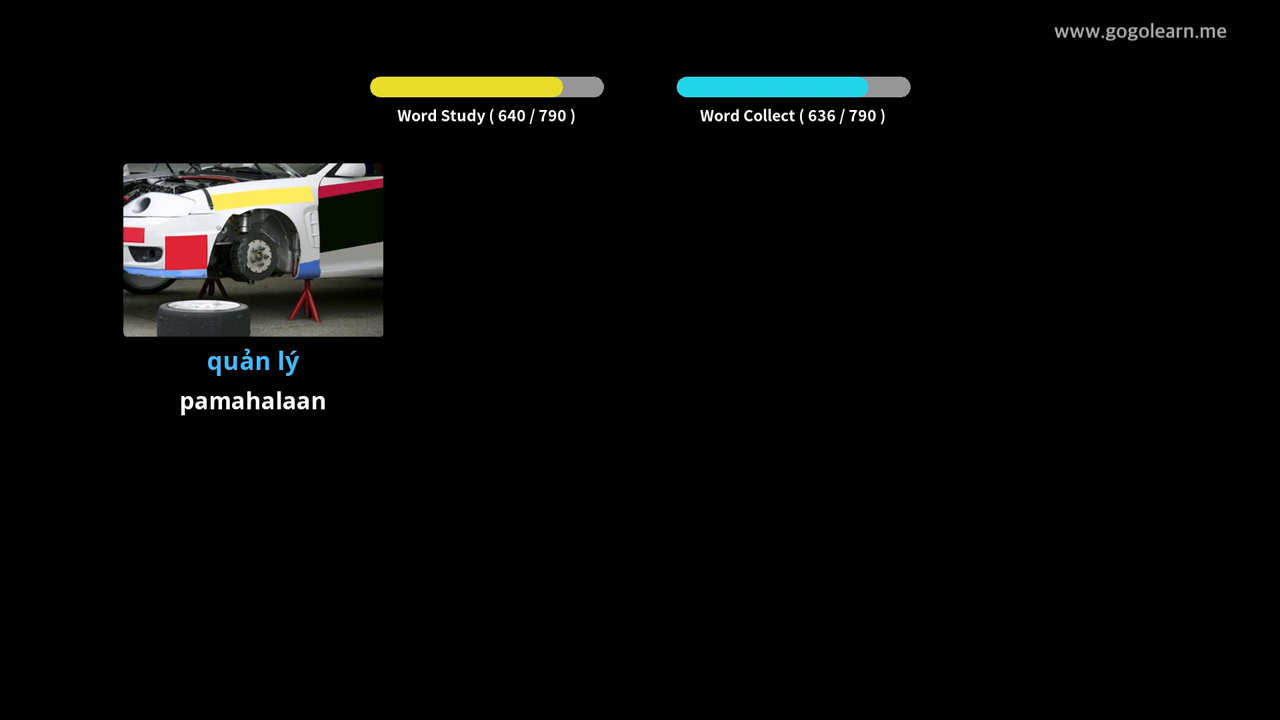 www.gogolearn.me
Word Study ( 640 / 790 )
Word Collect ( 636 / 790 )
quản lý
pamahalaan